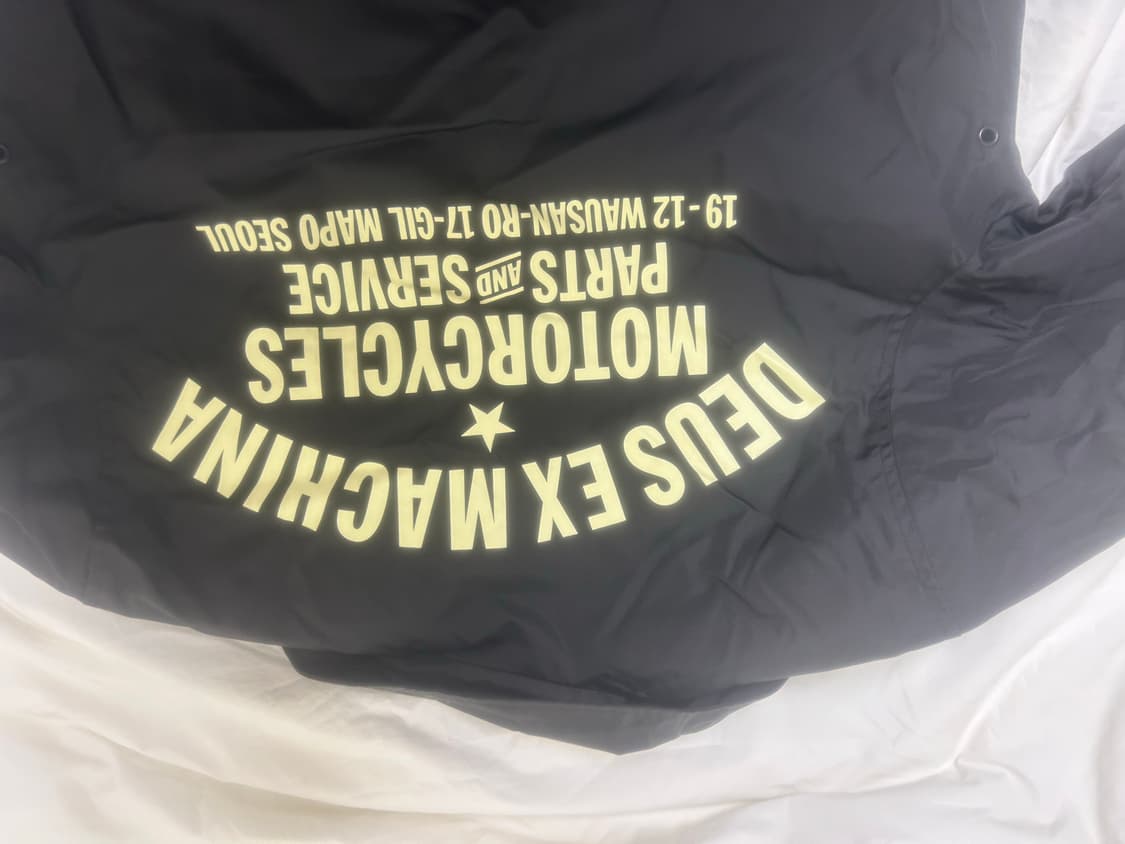 DEUS EX MACHINA
MOTORCYCLES
PARTS AND SERVICE
19-12 WAUSAN-RO 17-GIL MAPO SEOUL